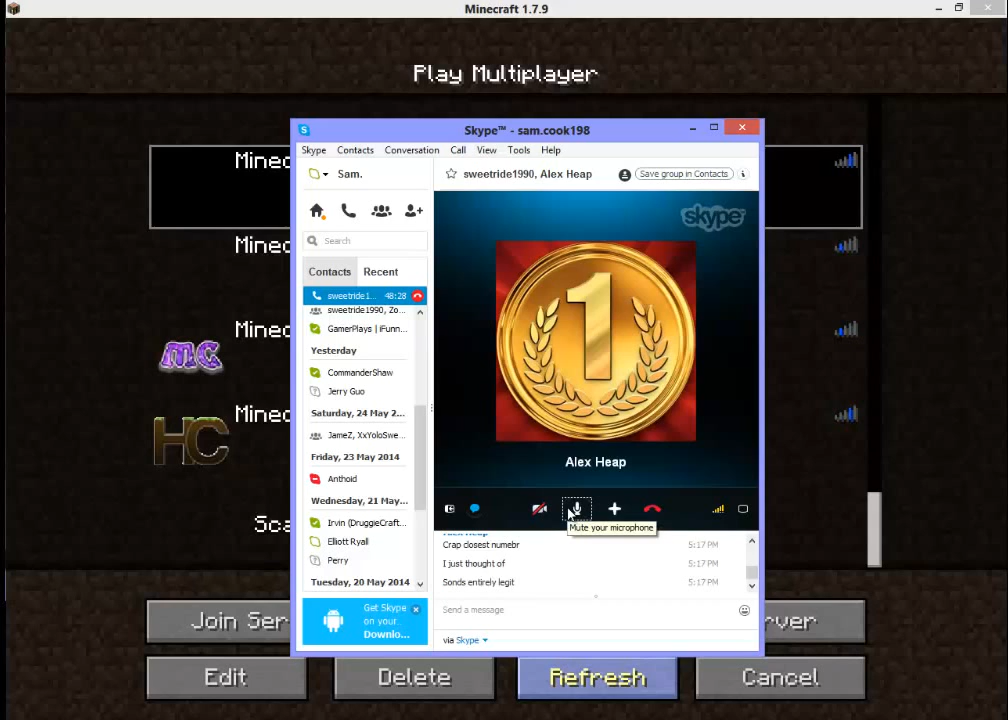 Minecraft 1.7.9
Play Multiplayer
Skype™ - sam.cook198
Skype Contacts Conversation Call View Tools Help
Sam.
sweetride1990, Alex Heap
Save group in Contacts
skype
Search
Contacts Recent
sweetride1... 48:28
sweetride1990, Zo...
GamerPlays | iFunn...
Yesterday
CommanderShaw
Jerry Guo
Saturday, 24 May 2...
JameZ, XxYoloSwe...
Friday, 23 May 2014
Anthoid
Wednesday, 21 May...
Irvin (DruggieCraft...
Elliott Ryall
Perry
Tuesday, 20 May 2014
Get Skype
on your..
Downlo...
1
Alex Heap
Mute your microphone
Alex Heap
Crap closest numebr 5:17 PM
I just thought of 5:17 PM
Sonds entirely legit 5:17 PM
Send a message
via Skype
Minec
Minec
Minec
MC
Minec
HC
Sca
Join Ser
rver
Edit
Delete
Refresh
Cancel